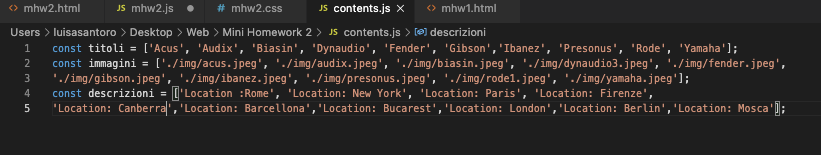 mhw2.html JS mhw2.js # mhw2.css JS contents.js mhw1.html
Users > luisasantoro > Desktop > Web > Mini Homework 2 > JS contents.js > descrizioni
1 const titoli = ['Acus', 'Audix', 'Biasin', 'Dynaudio', 'Fender', 'Gibson','Ibanez', 'Presonus', 'Rode', 'Yamaha'];
2 const immagini = ['./img/acus.jpeg', './img/audix.jpeg', './img/biasin.jpeg', './img/dynaudio3.jpeg', './img/fender.jpeg',
3 './img/gibson.jpeg', './img/ibanez.jpeg', './img/presonus.jpeg', './img/rode1.jpeg', './img/yamaha.jpeg'];
4 const descrizioni = ['Location :Rome', 'Location: New York', 'Location: Paris', 'Location: Firenze',
5 'Location: Canberra','Location: Barcellona','Location: Bucarest','Location: London','Location: Berlin','Location: Mosca'];